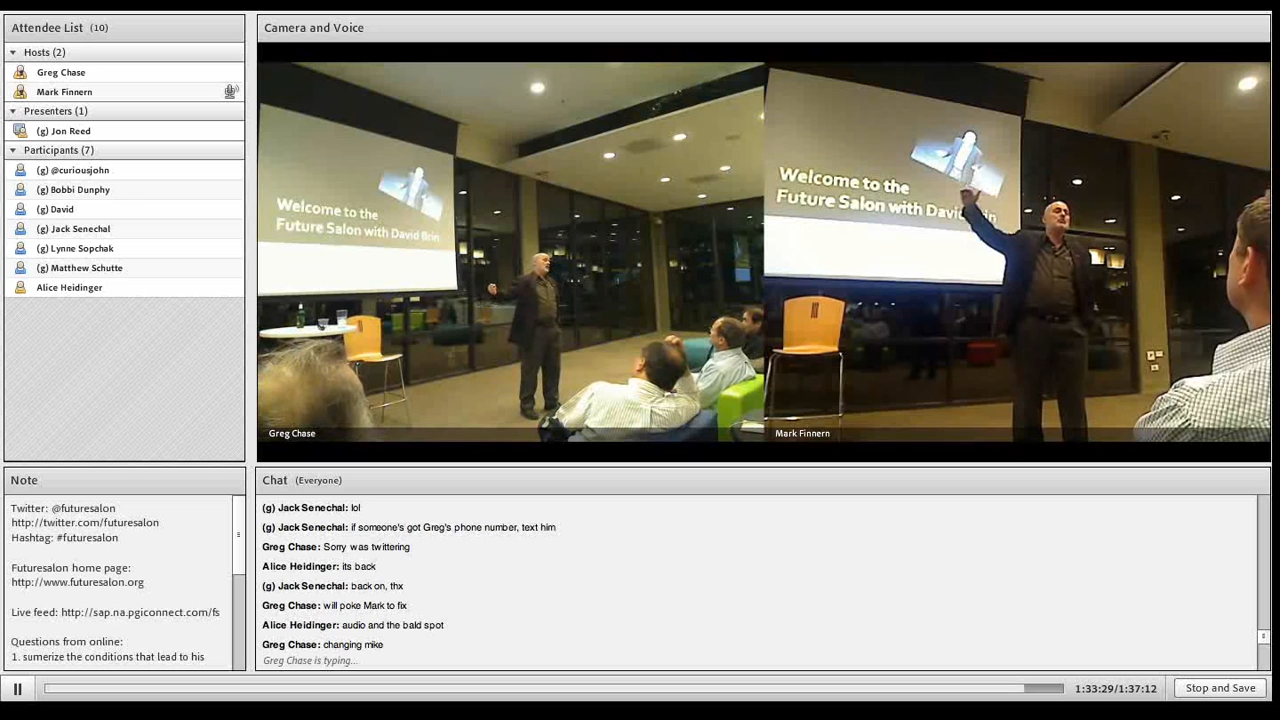 Attendee List (10)
Hosts (2)
Greg Chase
Mark Finnern
Presenters (1)
(g) Jon Reed
Participants (7)
(g) @curiousjohn
(g) Bobbi Dunphy
(g) David
(g) Jack Senechal
(g) Lynne Sopchak
(g) Matthew Schutte
Alice Heidinger
Camera and Voice
Welcome to the
Future Salon with David Brin
Greg Chase
Welcome to the
Future Salon with David Brin
Mark Finnern
Note
Twitter: @futuresalon
http://twitter.com/futuresalon
Hashtag: #futuresalon
Futuresalon home page:
http://www.futuresalon.org
Live feed: http://sap.na.pgiconnect.com/fs
Questions from online:
1. sumerize the conditions that lead to his
Chat (Everyone)
(g) Jack Senechal: lol
(g) Jack Senechal: if someone's got Greg's phone number, text him
Greg Chase: Sorry was twittering
Alice Heidinger: its back
(g) Jack Senechal: back on, thx
Greg Chase: will poke Mark to fix
Alice Heidinger: audio and the bald spot
Greg Chase: changing mike
Greg Chase is typing...
1:33:29/1:37:12
Stop and Save